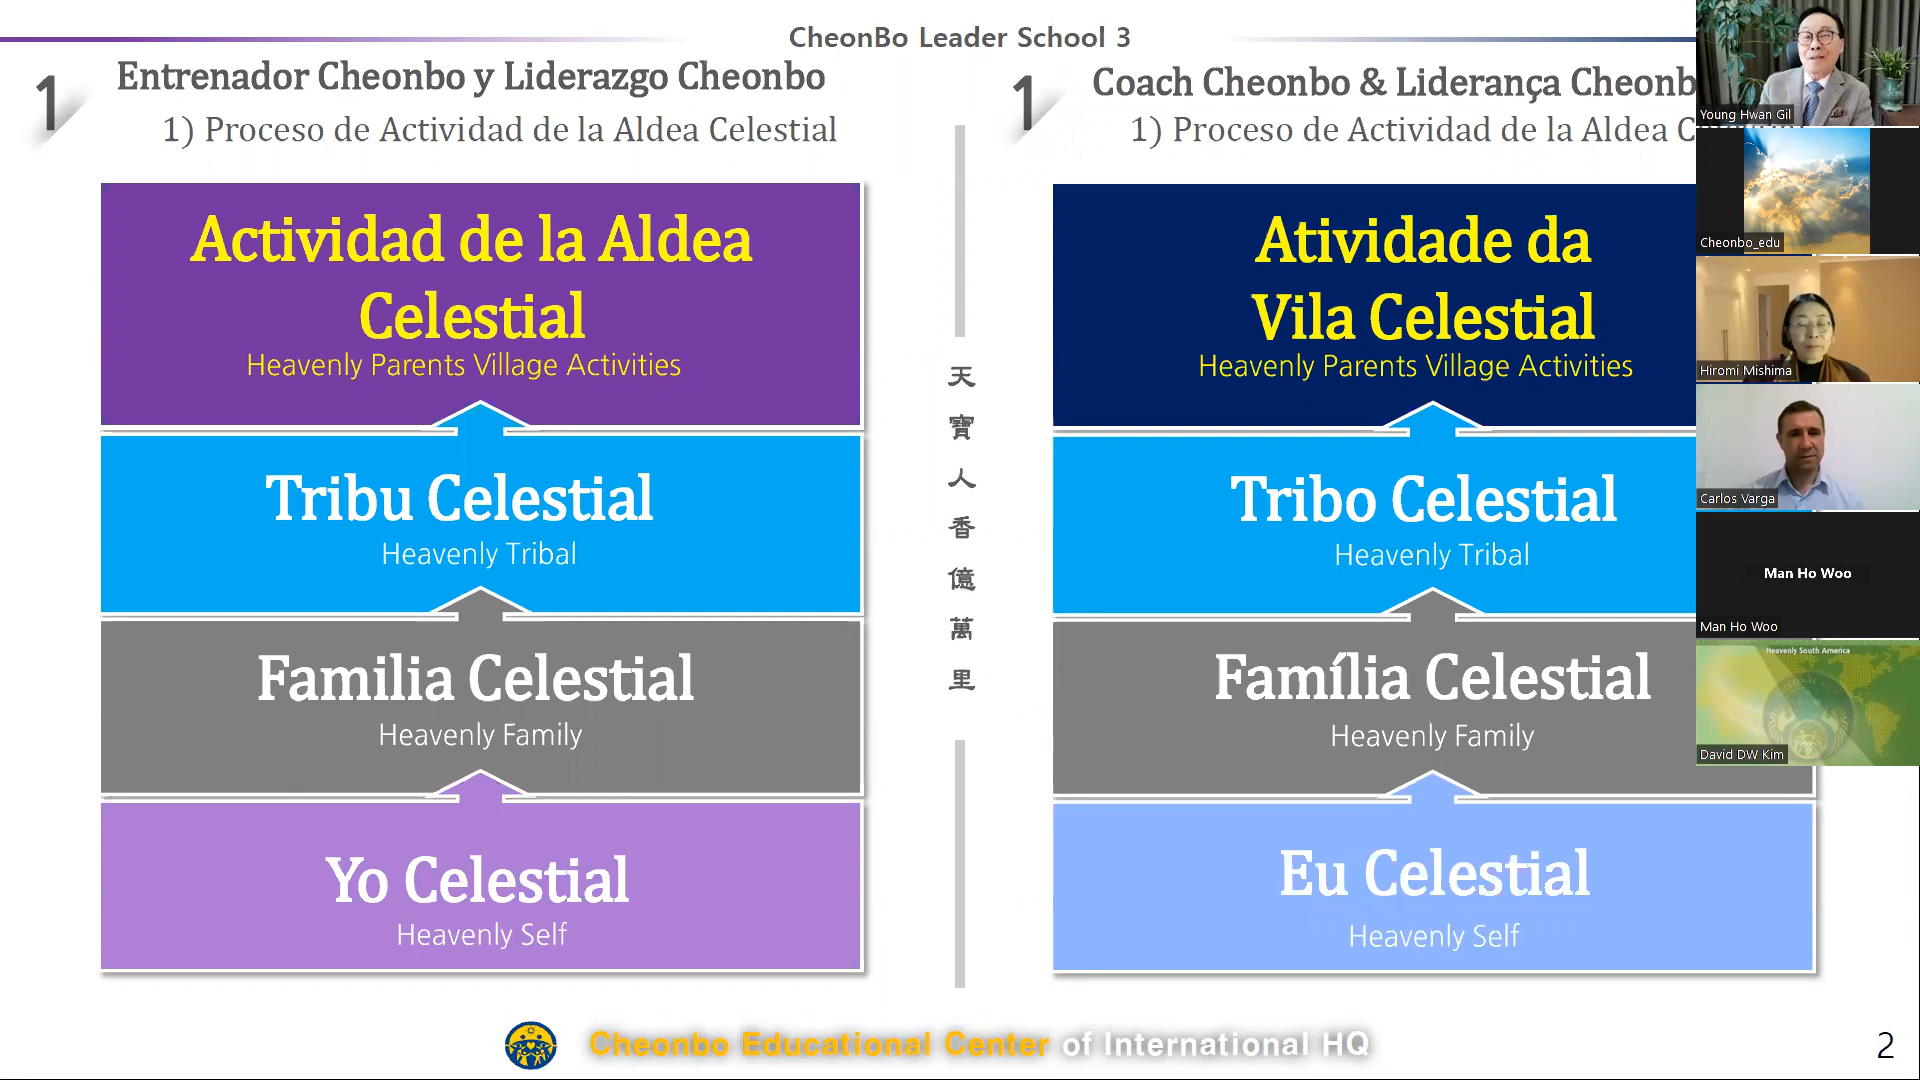 CheonBo Leader School 3
1
Entrenador Cheonbo y Liderazgo Cheonbo
1) Proceso de Actividad de la Aldea Celestial
Actividad de la Aldea
Celestial
Heavenly Parents Village Activities
Tribu Celestial
Heavenly Tribal
Familia Celestial
Heavenly Family
Yo Celestial
Heavenly Self
天
寶
人
香
億
萬
里
1
Coach Cheonbo & Liderança Cheonb
1) Proceso de Actividad de la Aldea
Atividade da
Vila Celestial
Heavenly Parents Village Activities
Tribo Celestial
Heavenly Tribal
Família Celestial
Heavenly Family
Eu Celestial
Heavenly Self
Young Hwan Gil
Cheonbo_edu
Hiromi Mishima
Carlos Varga
Man Ho Woo
Man Ho Woo
Heavenly South America
David DW Kim
Cheonbo Educational Center of International HQ
2